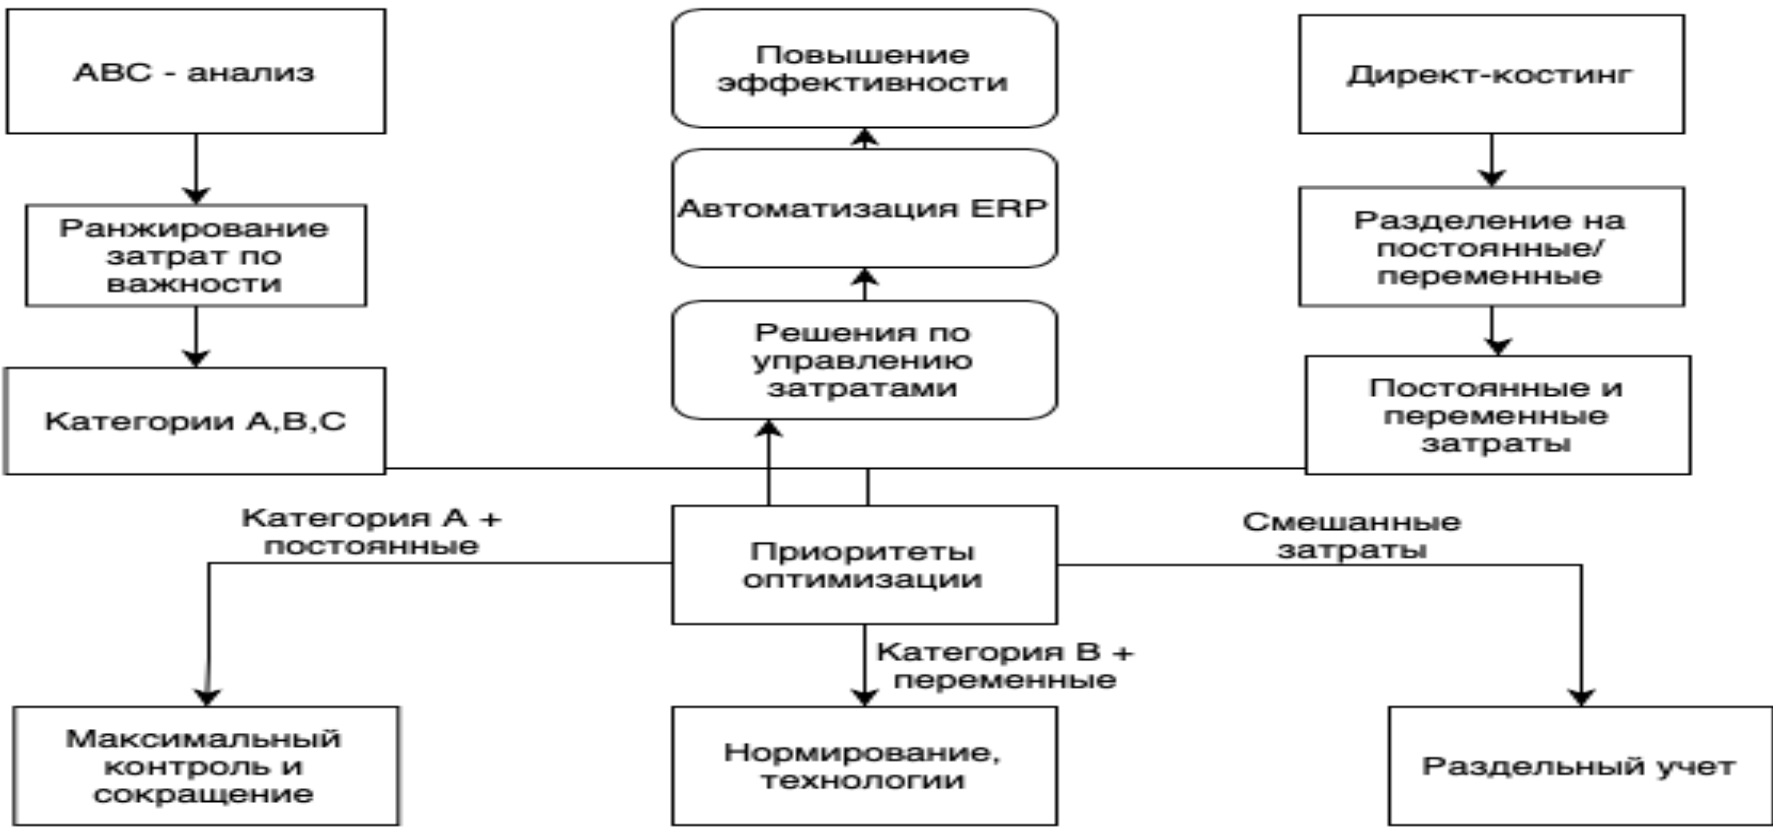 АВС - анализ
Повышение
эффективности
Директ-костинг
Автоматизация ERP
Ранжирование
затрат по
важности
Разделение на
постоянные/
переменные
Решения по
управлению
затратами
Категории А,В,С
Постоянные и
переменные
затраты
Категория А +
постоянные
Приоритеты
оптимизации
Смешанные
затраты
Категория В +
переменные
Максимальный
контроль и
сокращение
Нормирование,
технологии
Раздельный учет